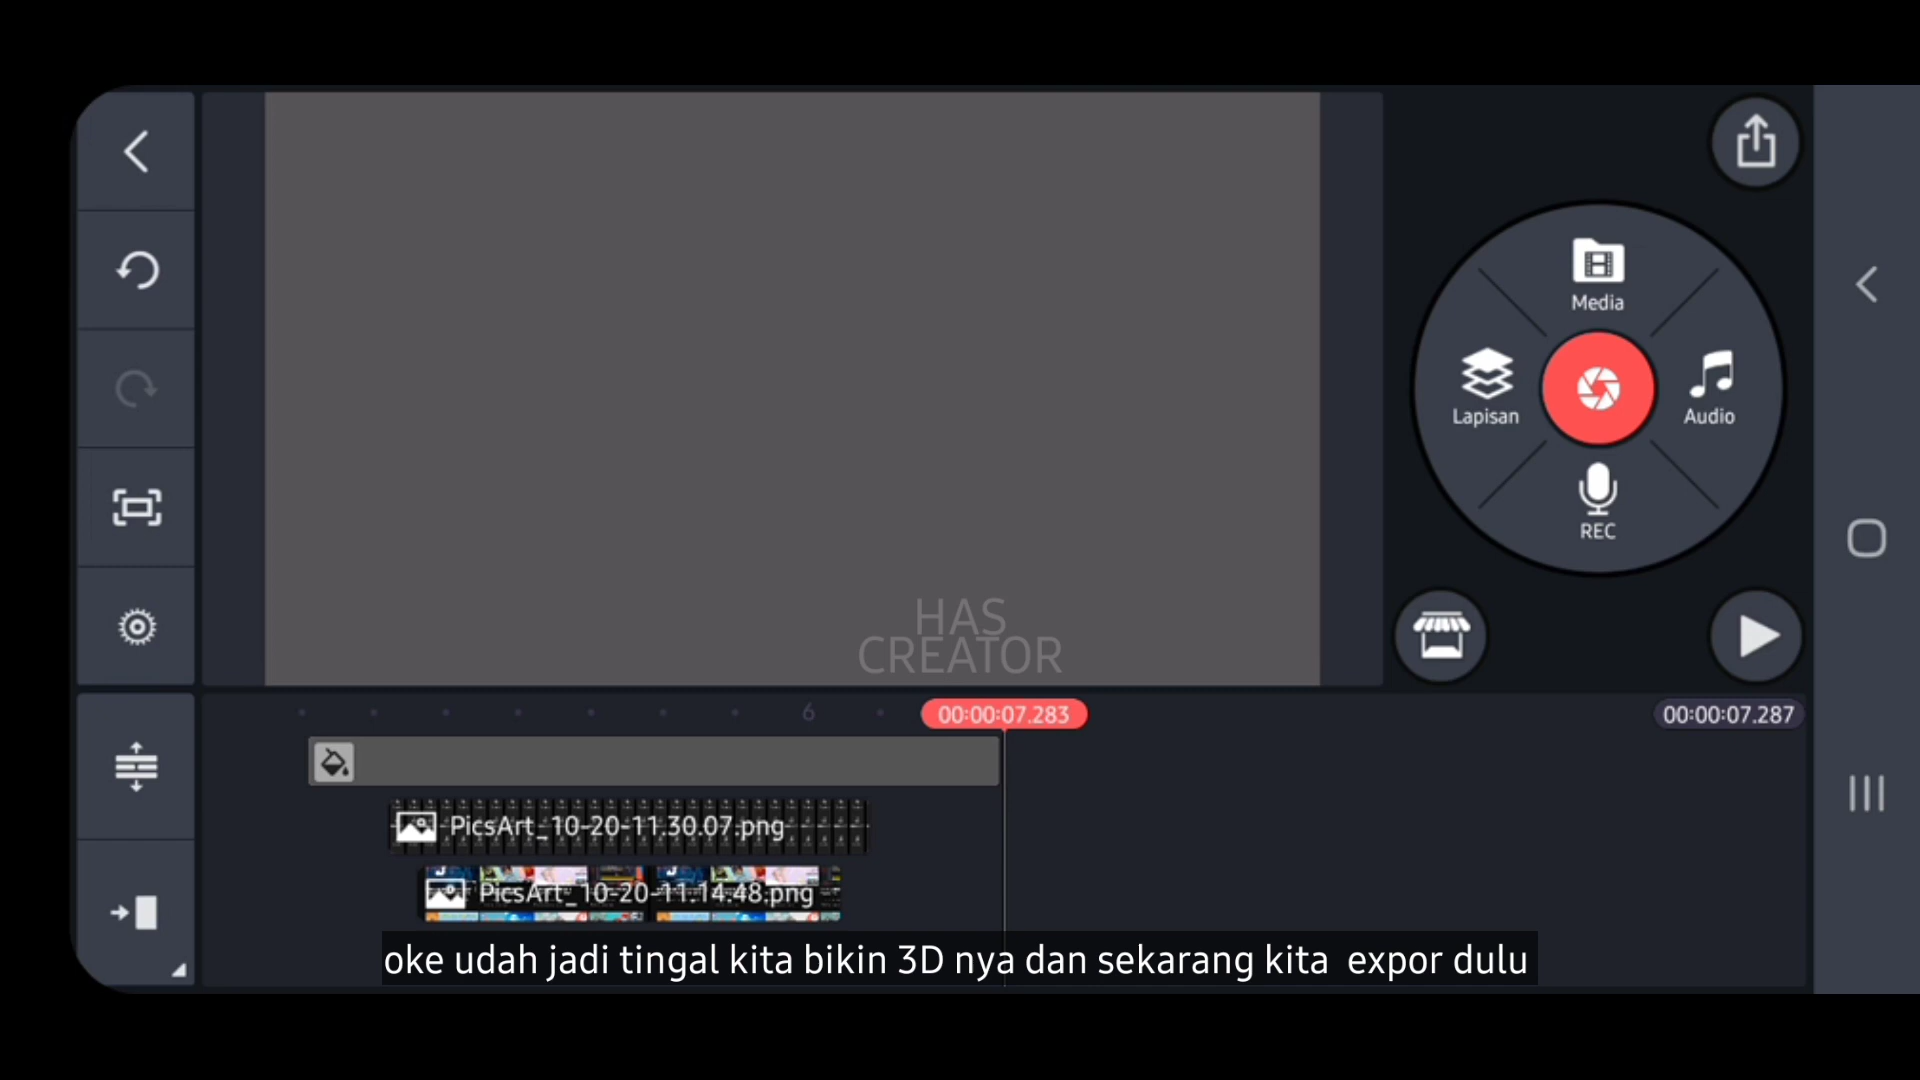 Media
Lapisan
Audio
REC
HAS
CREATOR
6
00:00:07.283
00:00:07.287
PicsArt_10-20-11.30.07.png
PicsArt_10-20-11.14.48.png
oke udah jadi tingal kita bikin 3D nya dan sekarang kita expor dulu